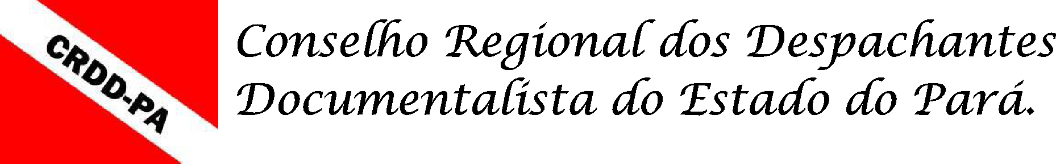 CRDD-PA
Conselho Regional dos Despachantes
Documentalista do Estado do Pará.